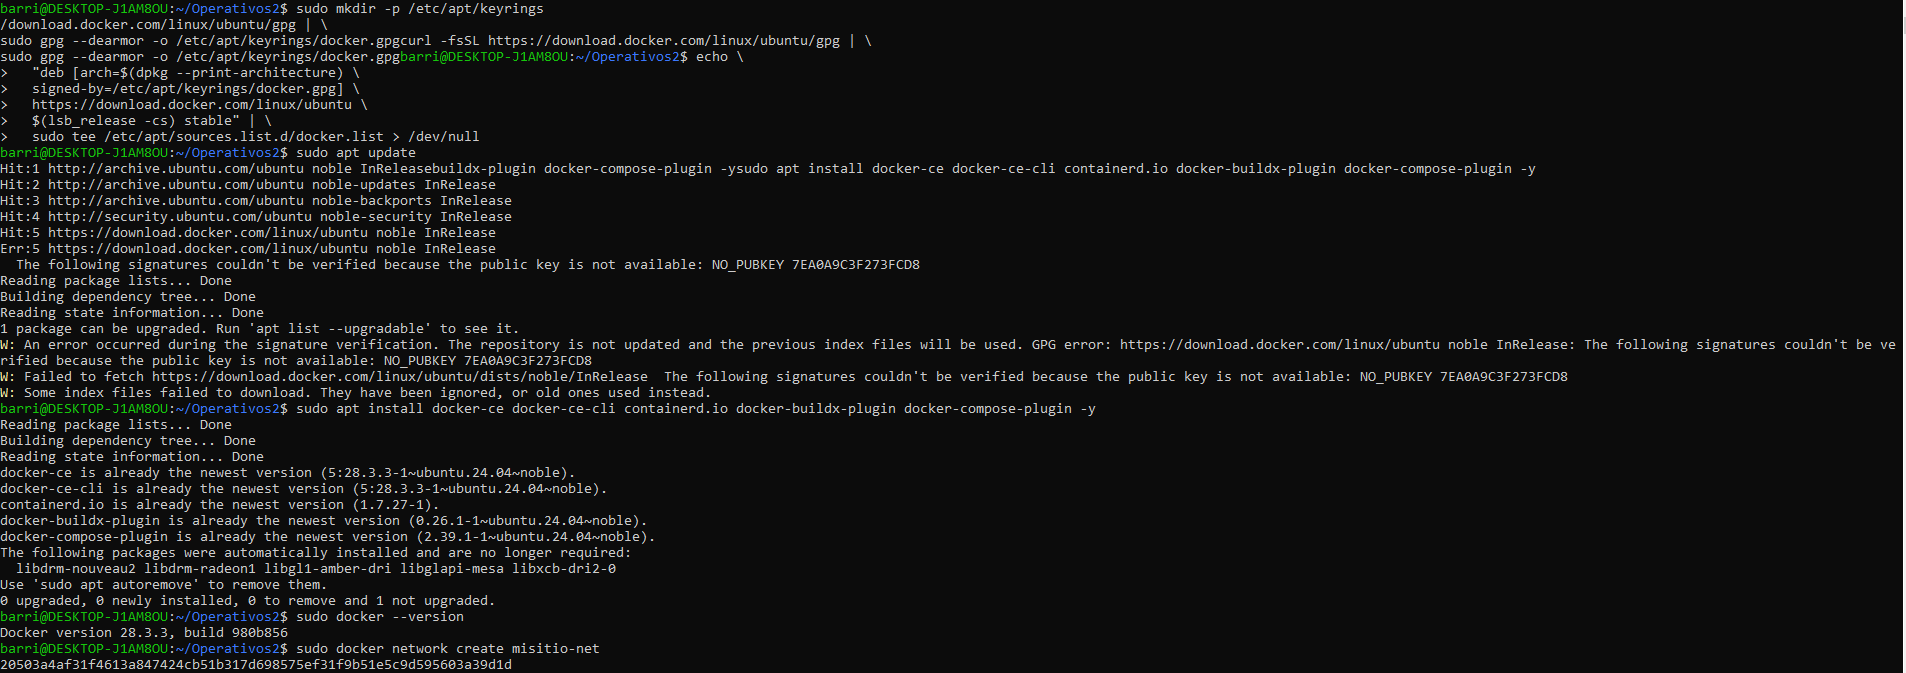 barri@DESKTOP-J1AM8OU:~/Operativos2$ sudo mkdir -p /etc/apt/keyrings
/download.docker.com/linux/ubuntu/gpg | \
sudo gpg --dearmor -o /etc/apt/keyrings/docker.gpgcurl -fsSL https://download.docker.com/linux/ubuntu/gpg | \
sudo gpg --dearmor -o /etc/apt/keyrings/docker.gpgbarri@DESKTOP-J1AM8OU:~/Operativos2$ echo \
>   "deb [arch=$(dpkg --print-architecture) \
>   signed-by=/etc/apt/keyrings/docker.gpg] \
>   https://download.docker.com/linux/ubuntu \
>   $(lsb_release -cs) stable" | \
>   sudo tee /etc/apt/sources.list.d/docker.list > /dev/null
barri@DESKTOP-J1AM8OU:~/Operativos2$ sudo apt update
Hit:1 http://archive.ubuntu.com/ubuntu noble InReleasebuildx-plugin docker-compose-plugin -ysudo apt install docker-ce docker-ce-cli containerd.io docker-buildx-plugin docker-compose-plugin -y
Hit:2 http://archive.ubuntu.com/ubuntu noble-updates InRelease
Hit:3 http://archive.ubuntu.com/ubuntu noble-backports InRelease
Hit:4 http://security.ubuntu.com/ubuntu noble-security InRelease
Hit:5 https://download.docker.com/linux/ubuntu noble InRelease
Err:5 https://download.docker.com/linux/ubuntu noble InRelease
  The following signatures couldn't be verified because the public key is not available: NO_PUBKEY 7EA0A9C3F273FCD8
Reading package lists... Done
Building dependency tree... Done
Reading state information... Done
1 package can be upgraded. Run 'apt list --upgradable' to see it.
W: An error occurred during the signature verification. The repository is not updated and the previous index files will be used. GPG error: https://download.docker.com/linux/ubuntu noble InRelease: The following signatures couldn't be ve
rified because the public key is not available: NO_PUBKEY 7EA0A9C3F273FCD8
W: Failed to fetch https://download.docker.com/linux/ubuntu/dists/noble/InRelease  The following signatures couldn't be verified because the public key is not available: NO_PUBKEY 7EA0A9C3F273FCD8
W: Some index files failed to download. They have been ignored, or old ones used instead.
barri@DESKTOP-J1AM8OU:~/Operativos2$ sudo apt install docker-ce docker-ce-cli containerd.io docker-buildx-plugin docker-compose-plugin -y
Reading package lists... Done
Building dependency tree... Done
Reading state information... Done
docker-ce is already the newest version (5:28.3.3-1~ubuntu.24.04~noble).
docker-ce-cli is already the newest version (5:28.3.3-1~ubuntu.24.04~noble).
containerd.io is already the newest version (1.7.27-1).
docker-buildx-plugin is already the newest version (0.26.1-1~ubuntu.24.04~noble).
docker-compose-plugin is already the newest version (2.39.1-1~ubuntu.24.04~noble).
The following packages were automatically installed and are no longer required:
  libdrm-nouveau2 libdrm-radeon1 libgl1-amber-dri libglapi-mesa libxcb-dri2-0
Use 'sudo apt autoremove' to remove them.
0 upgraded, 0 newly installed, 0 to remove and 1 not upgraded.
barri@DESKTOP-J1AM8OU:~/Operativos2$ sudo docker --version
Docker version 28.3.3, build 980b856
barri@DESKTOP-J1AM8OU:~/Operativos2$ sudo docker network create misitio-net
20503a4af31f4613a847424cb51b317d698575ef31f9b51e5c9d595603a39d1d